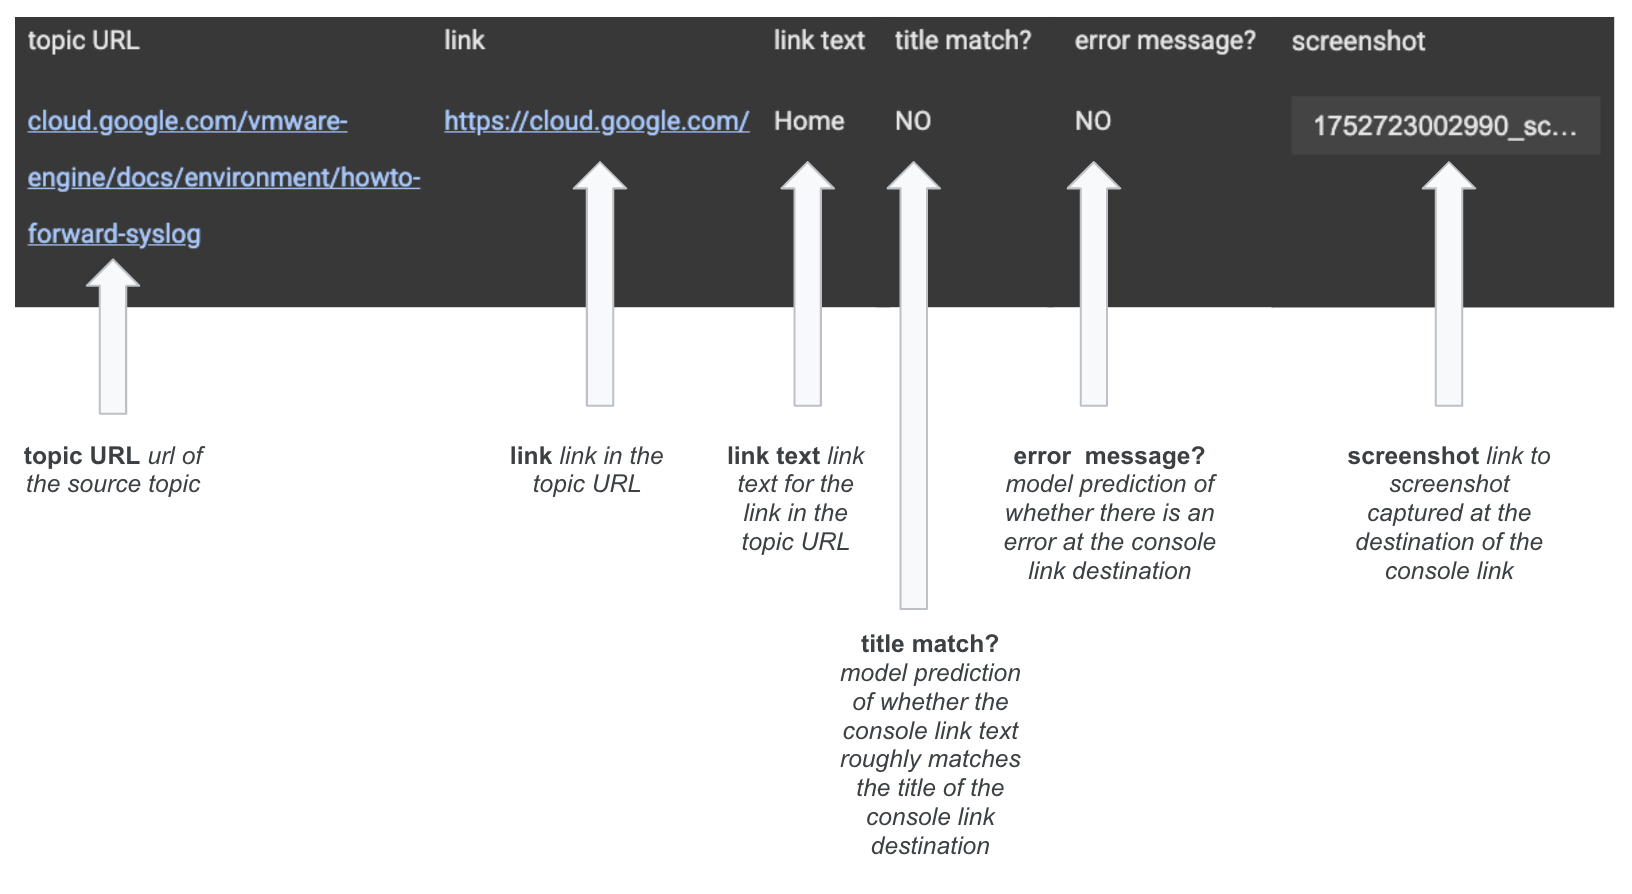 topic URL link link text title match? error message? screenshot
cloud.google.com/vmware- https://cloud.google.com/ Home NO NO 1752723002990_sc...
engine/docs/environment/howto-
forward-syslog
topic URL url of
the source topic
link link in the
topic URL
link text link
text for the
link in the
topic URL
error  message?
model prediction of
whether there is an
error at the console
link destination
screenshot link to
screenshot
captured at the
destination of the
console link
title match?
model prediction
of whether the
console link text
roughly matches
the title of the
console link
destination